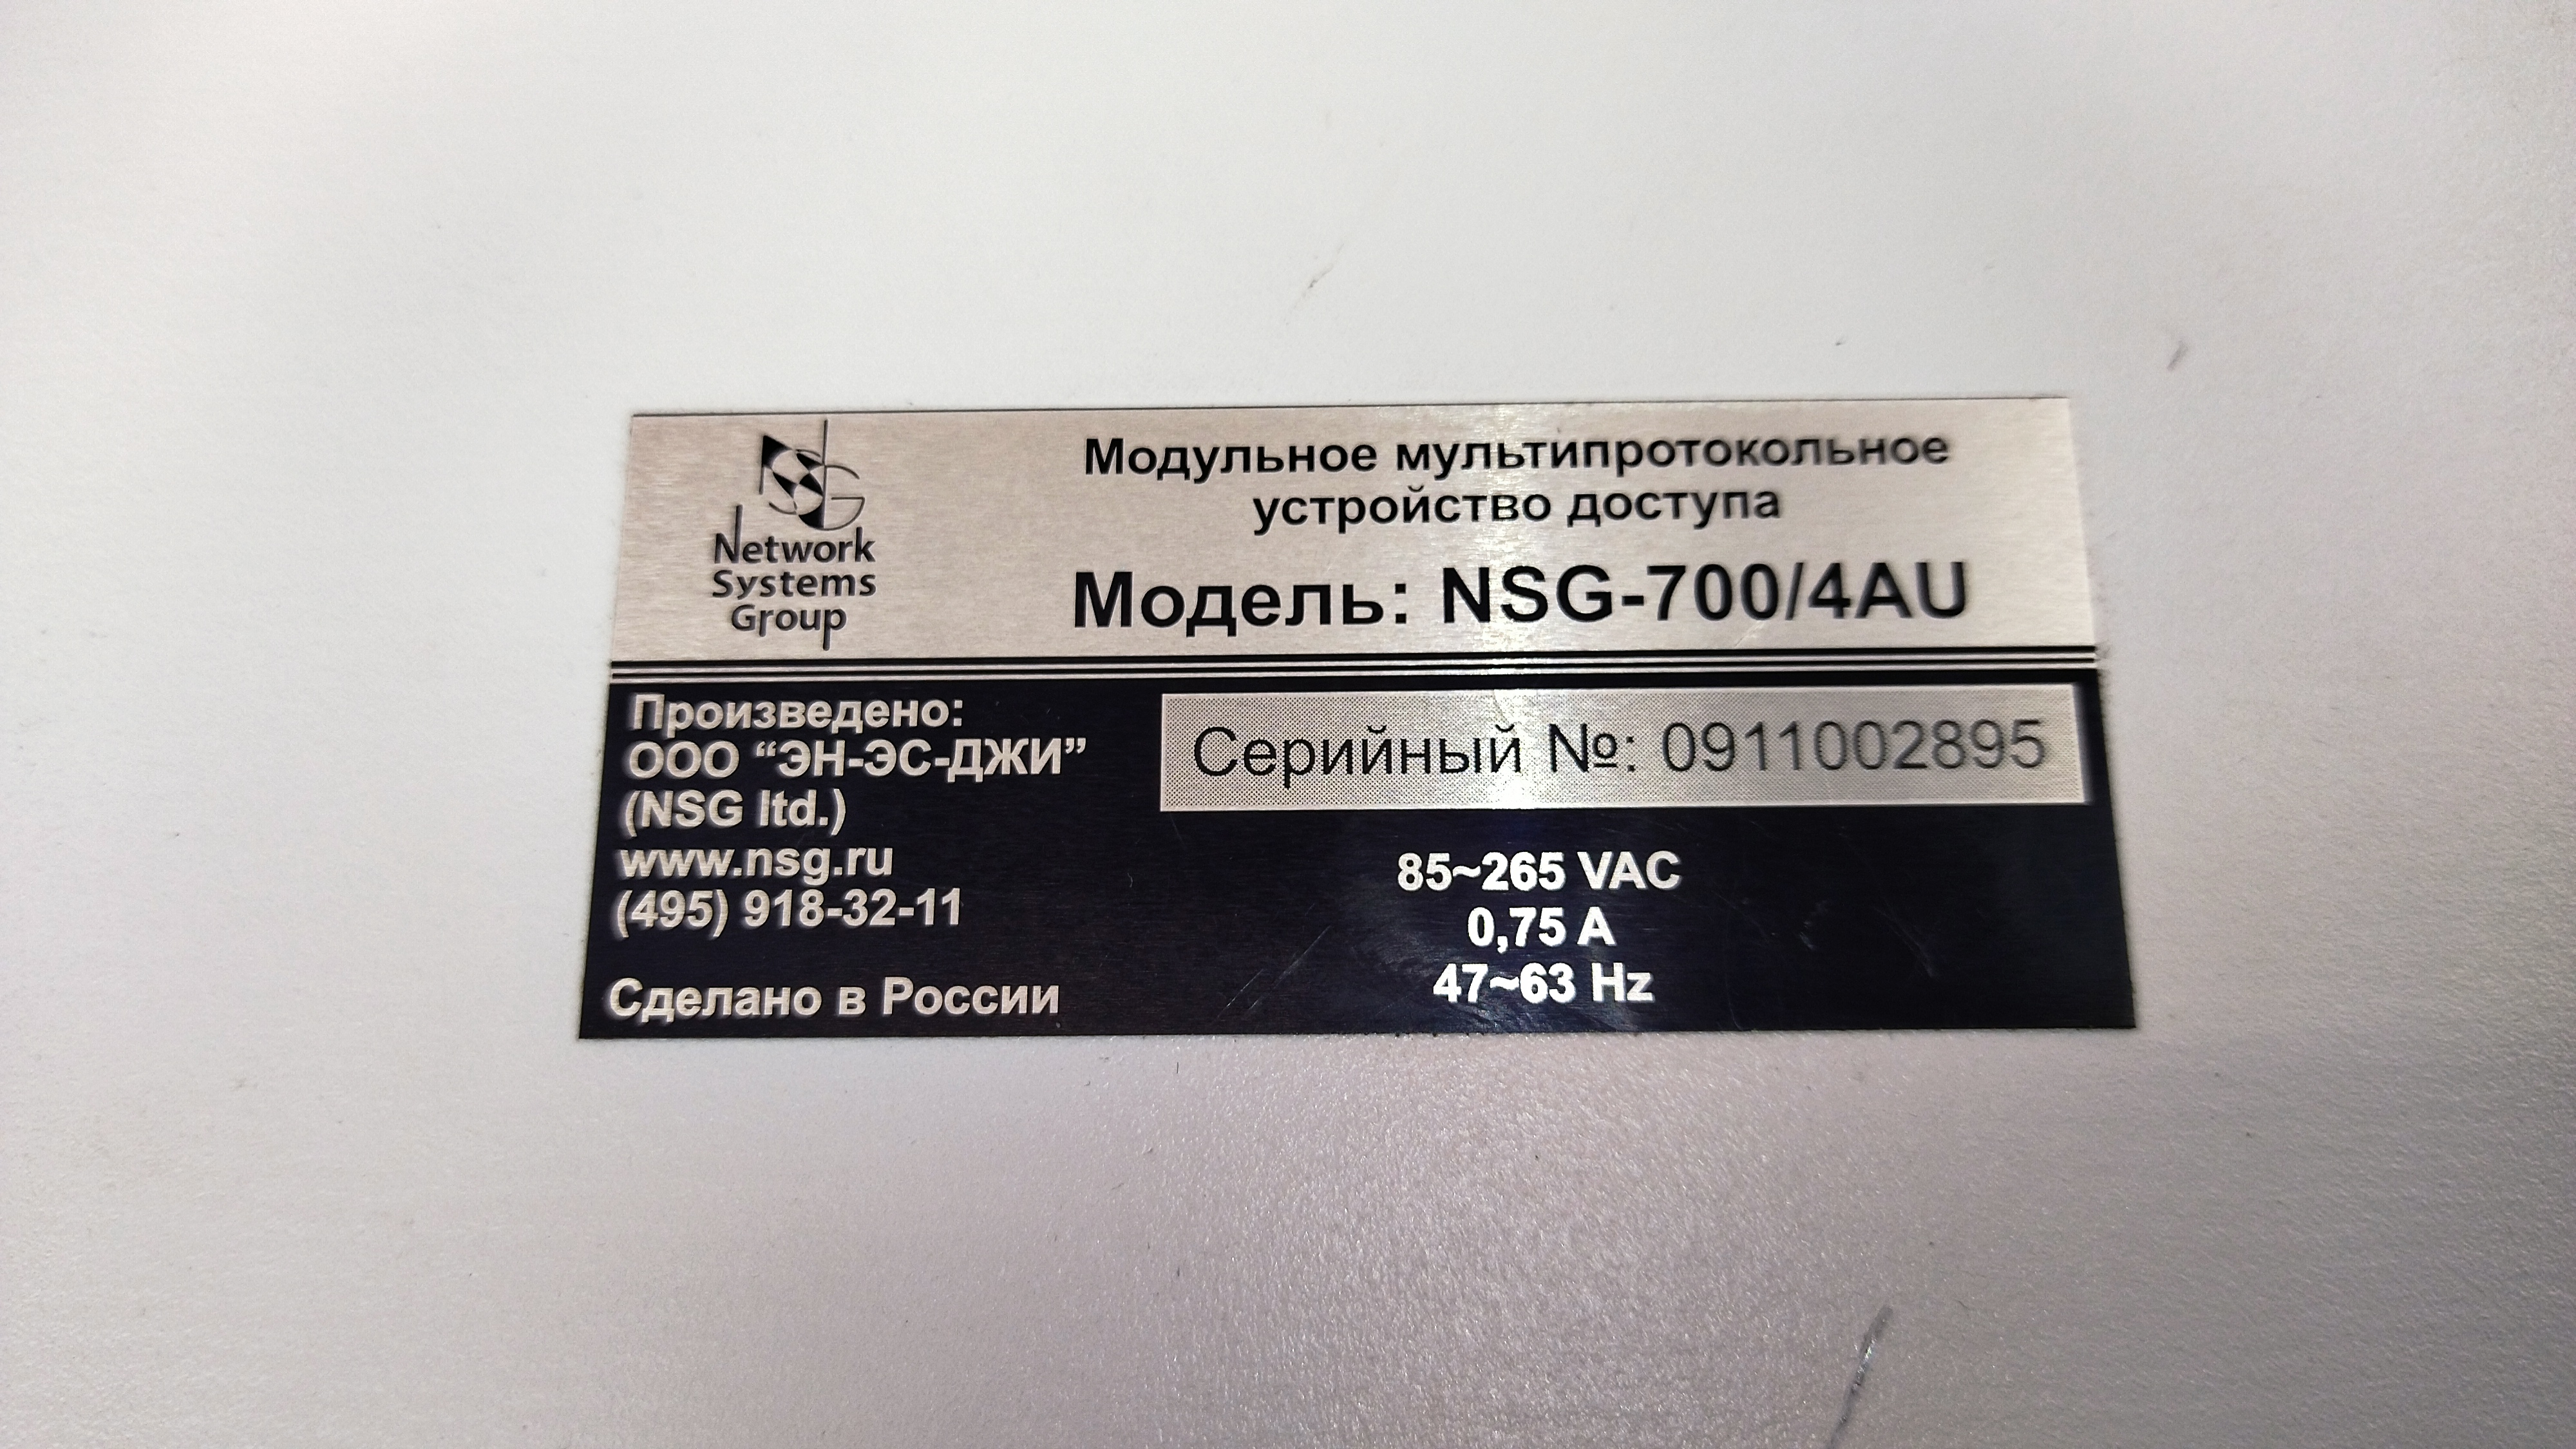 NSG
Network
Systems
Group
Модульное мультипротокольное
устройство доступа
Модель: NSG-700/4AU
Произведено:
ООО “ЭН-ЭС-ДЖИ”
(NSG ltd.)
www.nsg.ru
(495) 918-32-11
Сделано в России
Серийный №: 0911002895
85~265 VAC
0,75 A
47~63 Hz